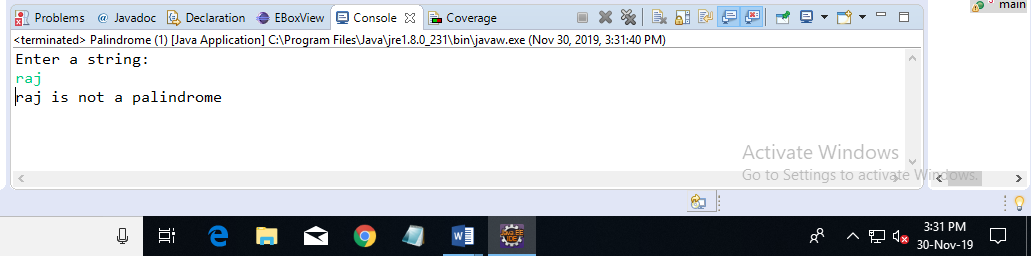 Problems @ Javadoc Declaration EBoxView Console Coverage
main
<terminated> Palindrome (1) [Java Application] C:\Program Files\Java\jre1.8.0_231\bin\javaw.exe (Nov 30, 2019, 3:31:40 PM)
Enter a string:
raj
raj is not a palindrome
Activate Windows
Go to Settings to activate Windows.
3:31 PM
30-Nov-19